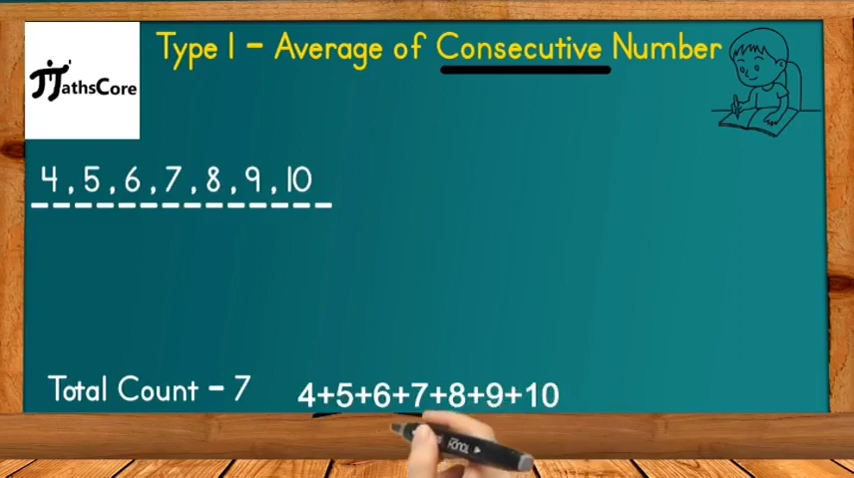 Type 1 - Average of Consecutive Number
MathsCore
4, 5, 6, 7, 8, 9, 10
Total Count - 7
4+5+6+7+8+9+10